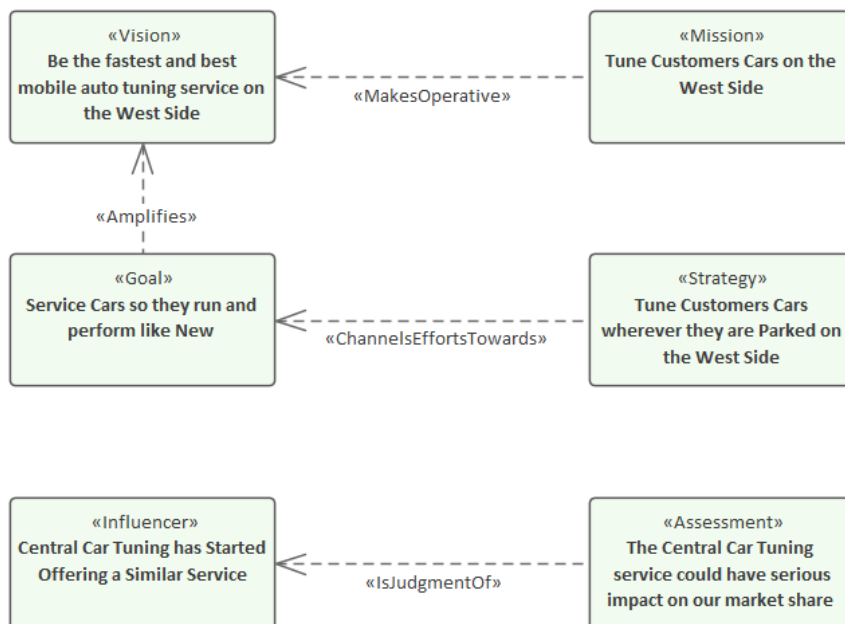 «Vision»
Be the fastest and best
mobile auto tuning service on
the West Side
«Mission»
Tune Customers Cars on the
West Side
«MakesOperative»
«Amplifies»
«Goal»
Service Cars so they run and
perform like New
«Strategy»
Tune Customers Cars
wherever they are Parked on
the West Side
«ChannelsEffortsTowards»
«Influencer»
Central Car Tuning has Started
Offering a Similar Service
«Assessment»
The Central Car Tuning
service could have serious
impact on our market share
«IsJudgmentOf»